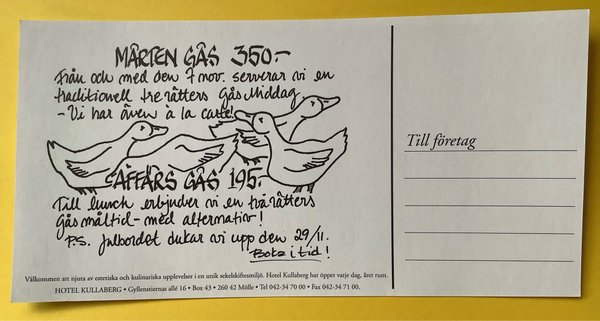 MÅRTEN GÅS 350:-
Från och med den 7 nov. serverar vi en
traditionell tre rätters Gås Middag
- Vi har även à la carte!
AFFÄRS GÅS 195:-
Till lunch erbjuder vi en två rätters
Gåsmåltid - med alternativ!
P.S. Julbordet dukar vi upp den 29/11.
Boka i tid!
Välkommen att njuta av estetiska och kulinariska upplevelser i en unik sekelskiftesmiljö. Hotel Kullaberg har öppet varje dag, året runt.
HOTEL KULLABERG • Gyllenstiernas allé 16 • Box 43 • 260 42 Mölle • Tel 042-34 70 00 • Fax 042-34 71 00.
Till företag